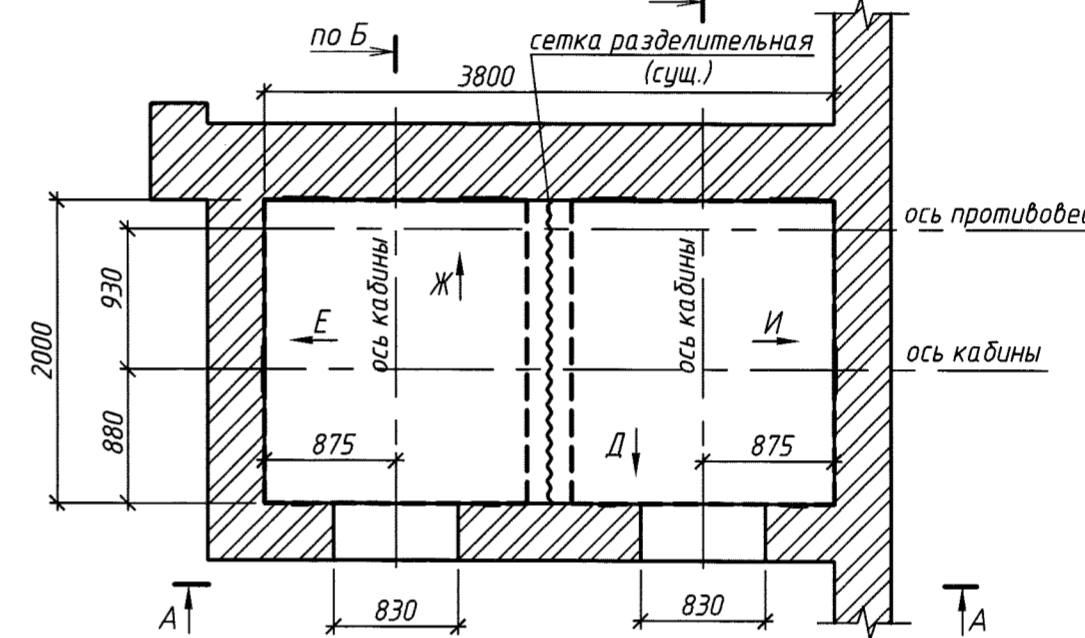 по Б
сетка разделительная
(сущ.)
3800
ось противовес
930
ось кабины
Ж
ось кабины
Е
И
2000
ось кабины
880
875
Д
875
А
830
830
А